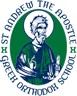 ST ANDREW THE APOSTLE
GREEK ORTHODOX SCHOOL